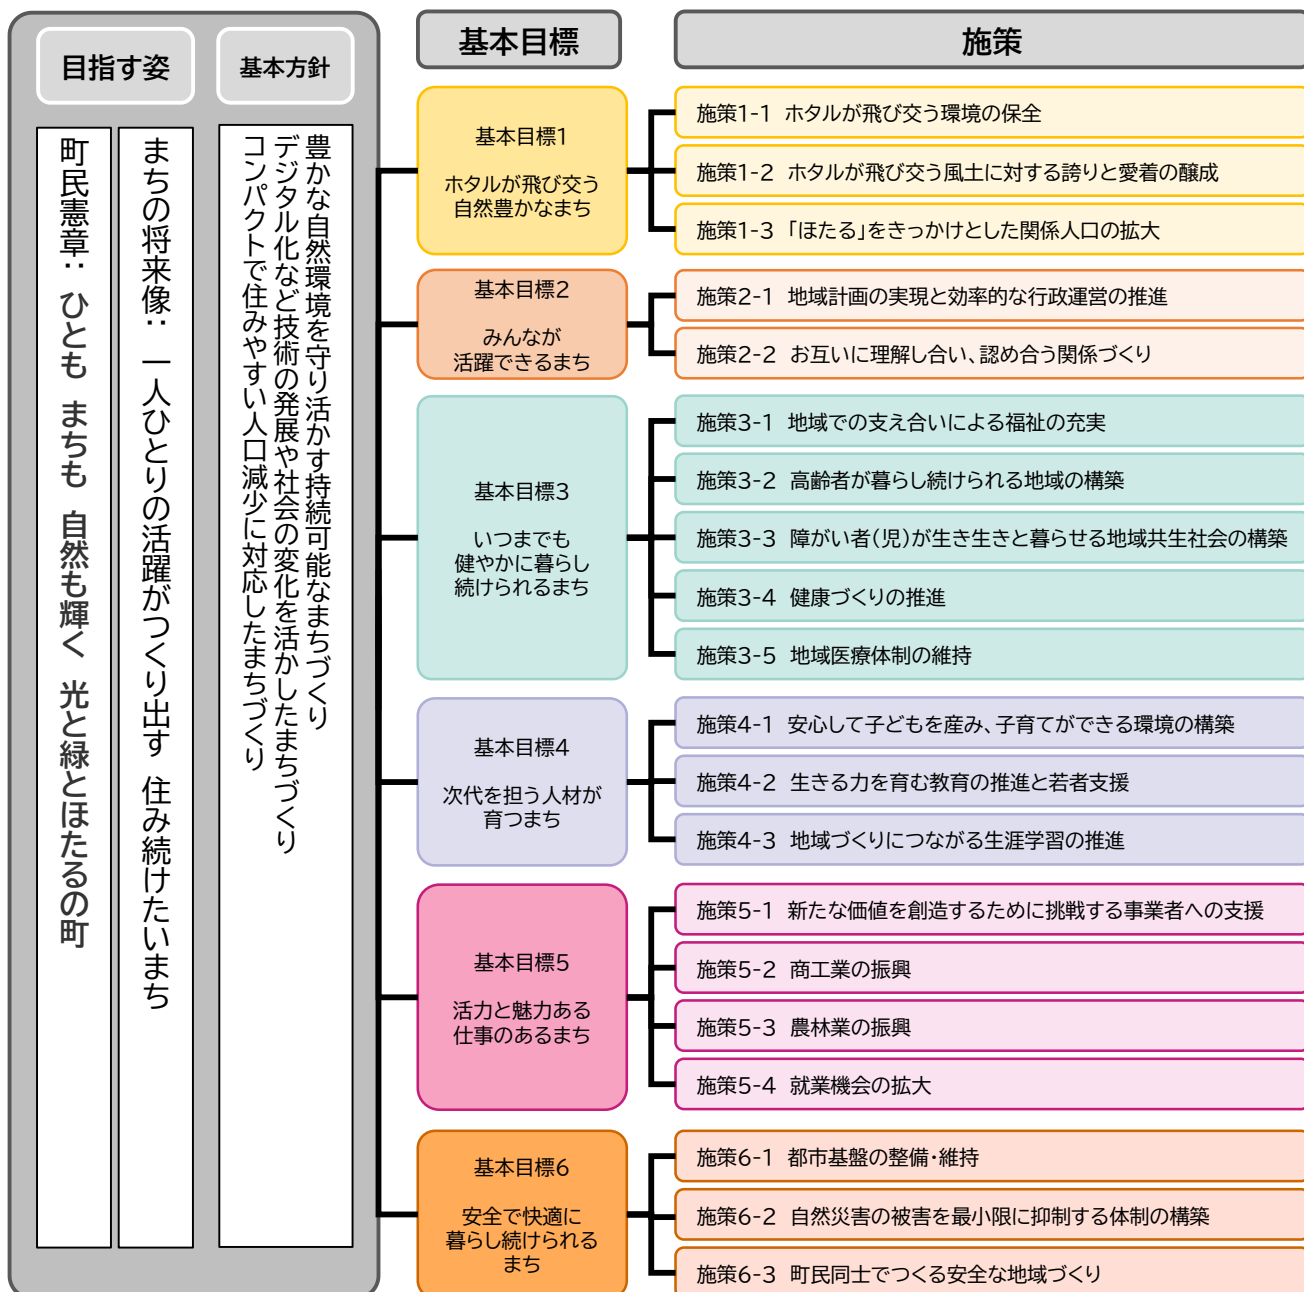 目指す姿
町民憲章： ひとも まちも 自然も輝く 光と緑とほたるの町
まちの将来像： 一人ひとりの活躍がつくり出す 住み続けたいまち
基本方針
豊かな自然環境を守り活かす持続可能なまちづくり
デジタル化など技術の発展や社会の変化を活かしたまちづくり
コンパクトで住みやすい人口減少に対応したまちづくり
基本目標
施策
基本目標1
ホタルが飛び交う
自然豊かなまち
施策1-1 ホタルが飛び交う環境の保全
施策1-2 ホタルが飛び交う風土に対する誇りと愛着の醸成
施策1-3 「ほたる」をきっかけとした関係人口の拡大
基本目標2
みんなが
活躍できるまち
施策2-1 地域計画の実現と効率的な行政運営の推進
施策2-2 お互いに理解し合い、認め合う関係づくり
基本目標3
いつまでも
健やかに暮らし
続けられるまち
施策3-1 地域での支え合いによる福祉の充実
施策3-2 高齢者が暮らし続けられる地域の構築
施策3-3 障がい者(児)が生き生きと暮らせる地域共生社会の構築
施策3-4 健康づくりの推進
施策3-5 地域医療体制の維持
基本目標4
次代を担う人材が
育つまち
施策4-1 安心して子どもを産み、子育てができる環境の構築
施策4-2 生きる力を育む教育の推進と若者支援
施策4-3 地域づくりにつながる生涯学習の推進
基本目標5
活力と魅力ある
仕事のあるまち
施策5-1 新たな価値を創造するために挑戦する事業者への支援
施策5-2 商工業の振興
施策5-3 農林業の振興
施策5-4 就業機会の拡大
基本目標6
安全で快適に
暮らし続けられる
まち
施策6-1 都市基盤の整備・維持
施策6-2 自然災害の被害を最小限に抑制する体制の構築
施策6-3 町民同士でつくる安全な地域づくり